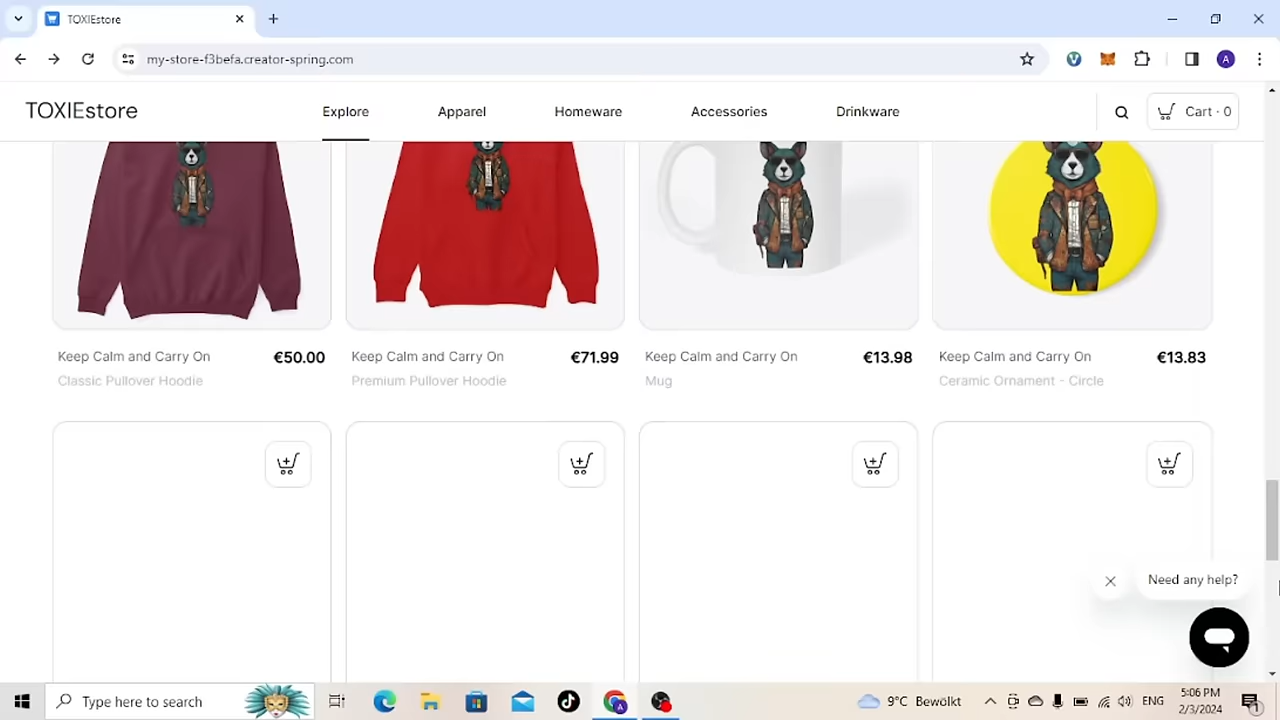 TOXIEstore
my-store-f3befa.creator-spring.com
A
TOXIEstore
Explore
Apparel
Homeware
Accessories
Drinkware
Cart · 0
Keep Calm and Carry On €50.00
Classic Pullover Hoodie
Keep Calm and Carry On €71.99
Premium Pullover Hoodie
Keep Calm and Carry On €13.98
Mug
Keep Calm and Carry On €13.83
Ceramic Ornament - Circle
Need any help?
Type here to search
9°C Bewölkt
ENG
5:06 PM
2/3/2024
1